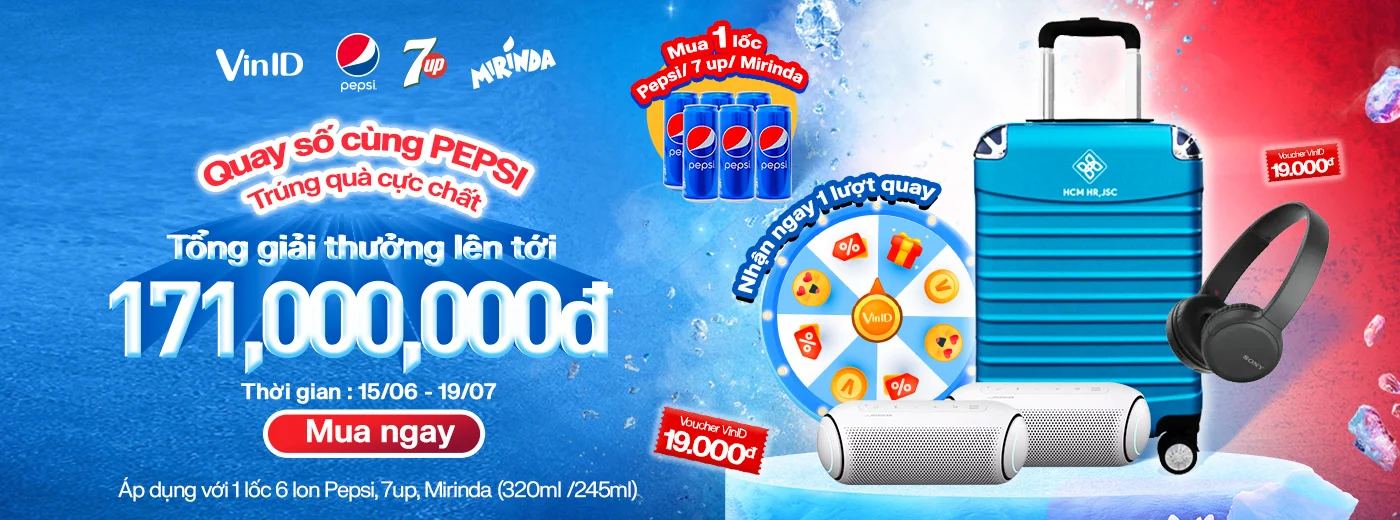 VinID
pepsi
7up
MIRINDA
Quay số cùng PEPSI
Trúng quà cực chất
Tổng giải thưởng lên tới
171,000,000đ
Thời gian : 15/06 - 19/07
Mua ngay
Áp dụng với 1 lốc 6 lon Pepsi, 7up, Mirinda (320ml /245ml)
Mua 1 lốc
Pepsi/ 7 up/ Mirinda
pepsi
pepsi
pepsi
Nhận ngay 1 lượt quay
VinID
Voucher VinID
19.000đ
HCM HR.,JSC
Voucher VinID
19.000đ
SONY